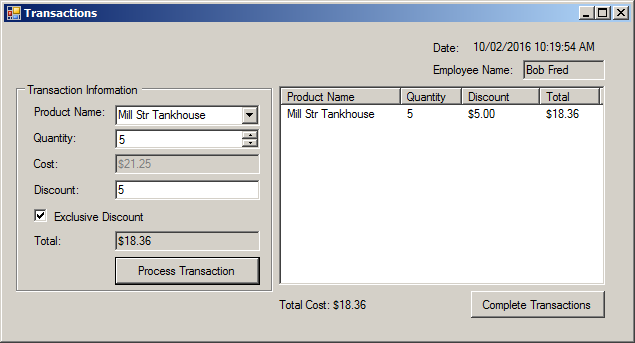 Transactions
Date: 10/02/2016 10:19:54 AM
Employee Name: Bob Fred
Transaction Information
Product Name: Mill Str Tankhouse
Quantity: 5
Cost: $21.25
Discount: 5
Exclusive Discount
Total: $18.36
Process Transaction
Product Name Quantity Discount Total
Mill Str Tankhouse 5 $5.00 $18.36
Total Cost: $18.36
Complete Transactions